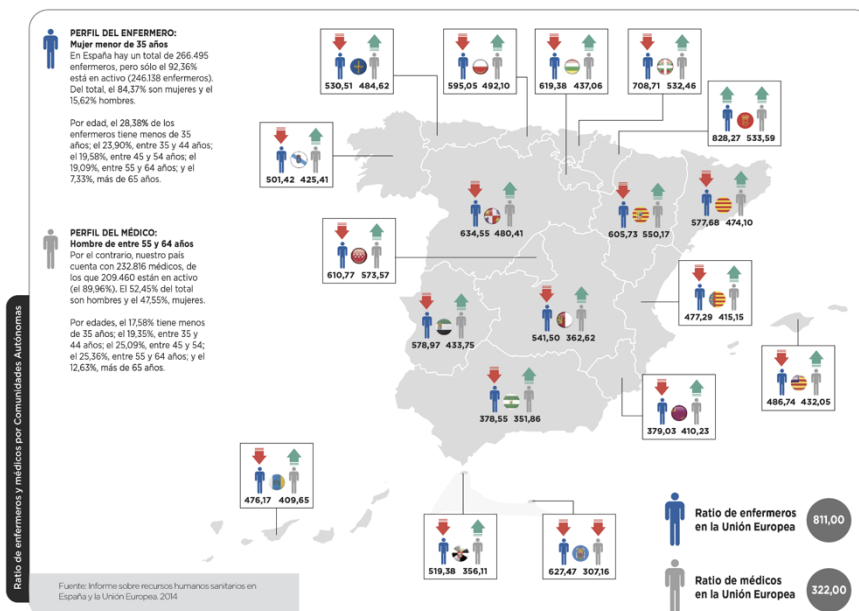 PERFIL DEL ENFERMERO:
Mujer menor de 35 años
En España hay un total de 266.495
enfermeros, pero sólo el 92,36%
está en activo (246.138 enfermeros).
Del total, el 84,37% son mujeres y el
15,62% hombres.
Por edad, el 28,38% de los
enfermeros tiene menos de 35
años; el 23,90%, entre 35 y 44 años; el
19,58%, entre 45 y 54 años; el
19,09%, entre 55 y 64 años; y el
7,33%, más de 65 años.
PERFIL DEL MÉDICO:
Hombre de entre 55 y 64 años
Por el contrario, nuestro país
cuenta con 232.816 médicos, de
los que 209.460 están en activo
(el 89,96%). El 52,45% del total
son hombres y el 47,55%, mujeres.
Por edades, el 17,58% tiene menos
de 35 años; el 19,35%, entre 35 y
44 años; el 25,09%, entre 45 y 54;
el 25,36%, entre 55 y 64 años; y el
12,63%, más de 65 años.
Ratio de enfermeros y médicos por Comunidades Autónomas
530,51 484,62
595,05 492,10
619,38 437,06
708,71 532,46
828,27 533,59
501,42 425,41
634,55 480,41
605,73 550,17
577,68 474,10
610,77 573,57
477,29 415,15
578,97 433,75
541,50 362,62
486,74 432,05
378,55 351,86
379,03 410,23
476,17 409,65
519,38 356,11
627,47 307,16
Ratio de enfermeros
en la Unión Europea
811,00
Ratio de médicos
en la Unión Europea
322,00
Fuente: Informe sobre recursos humanos sanitarios en
España y la Unión Europea. 2014